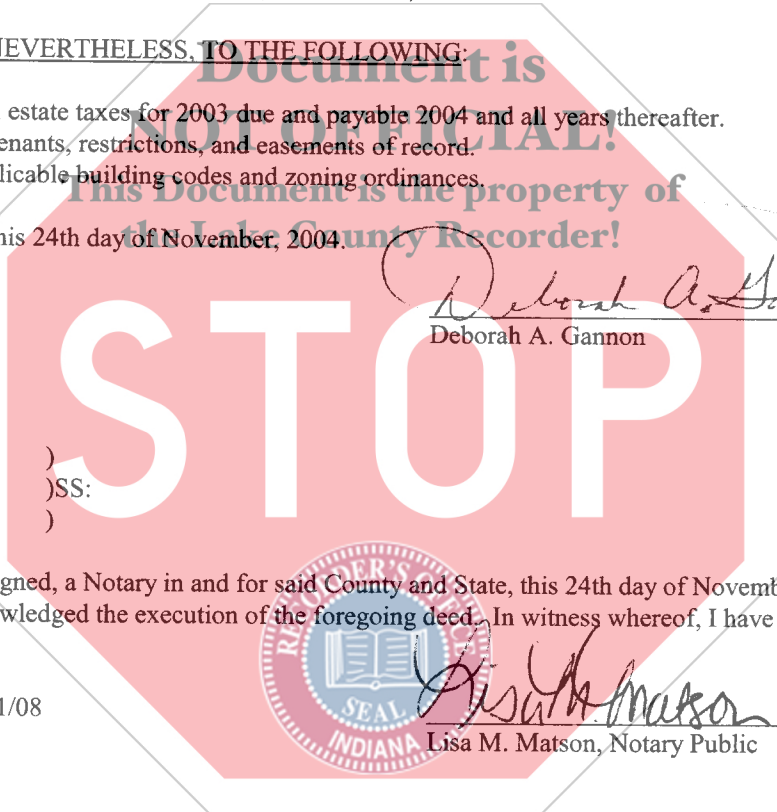 NEVERTHELESS, TO THE FOLLOWING:
Document is
estate taxes for 2003 due and payable 2004 and all years thereafter.
NOT OFFICIAL!
enants, restrictions, and easements of record.
licable building codes and zoning ordinances.
This Document is the property of
his 24th day of November, 2004.
the Lake County Recorder!
Deborah A. Ga
Deborah A. Gannon
STOP
)
)SS:
)
gned, a Notary in and for said County and State, this 24th day of Novemb
wledged the execution of the foregoing deed. In witness whereof, I have
RECORDER'S OFFICE
SEAL
INDIANA
Lisa M. Matson
1/08
Lisa M. Matson, Notary Public